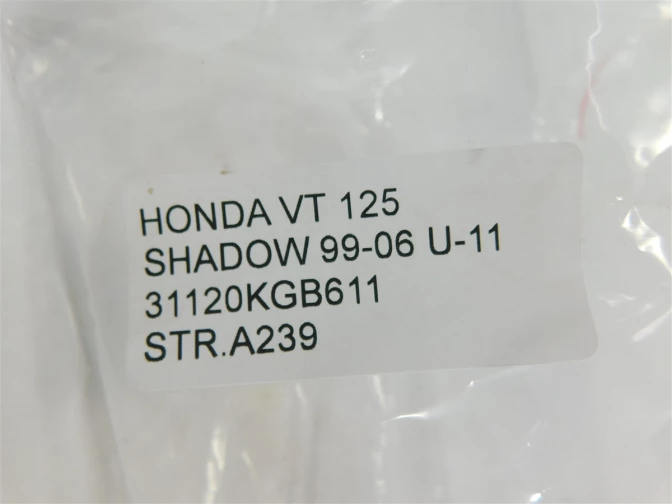 HONDA VT 125
SHADOW 99-06 U-11
31120KGB611
STR.A239